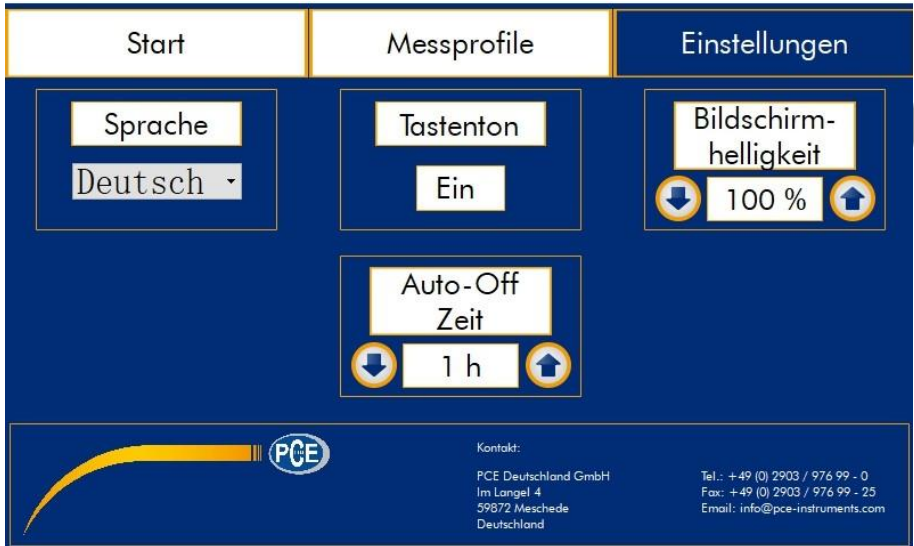 Start
Messprofile
Einstellungen
Sprache
Deutsch
Tastenton
Ein
Bildschirm-
helligkeit
100 %
Auto-Off
Zeit
1 h
PCE
Kontakt:
PCE Deutschland GmbH
Im Langel 4
59872 Meschede
Deutschland
Tel.: +49 (0) 2903 / 976 99 - 0
Fax: +49 (0) 2903 / 976 99 - 25
Email: info@pce-instruments.com